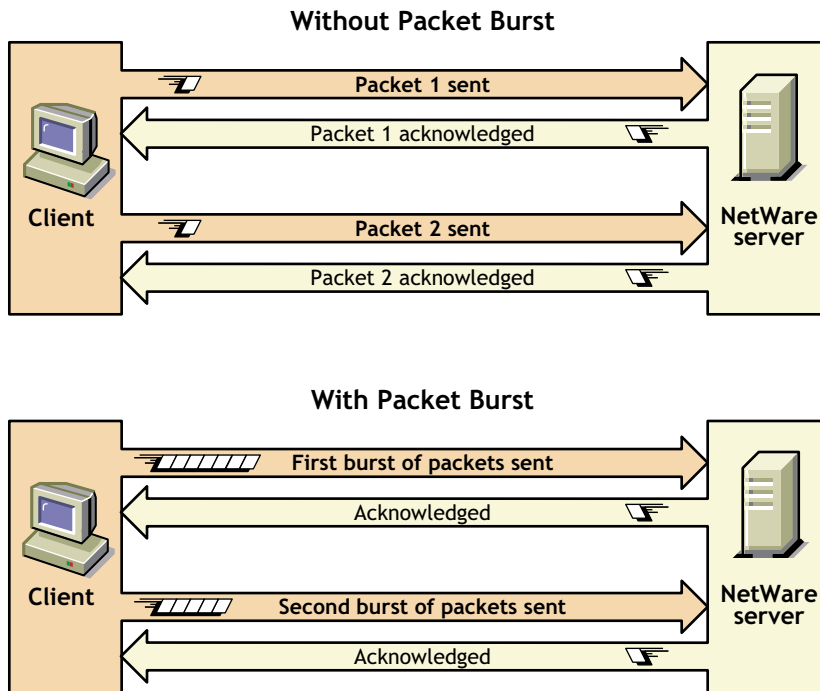 Without Packet Burst
Packet 1 sent
Packet 1 acknowledged
Client
NetWare
server
Packet 2 sent
Packet 2 acknowledged
With Packet Burst
First burst of packets sent
Acknowledged
Client
NetWare
server
Second burst of packets sent
Acknowledged